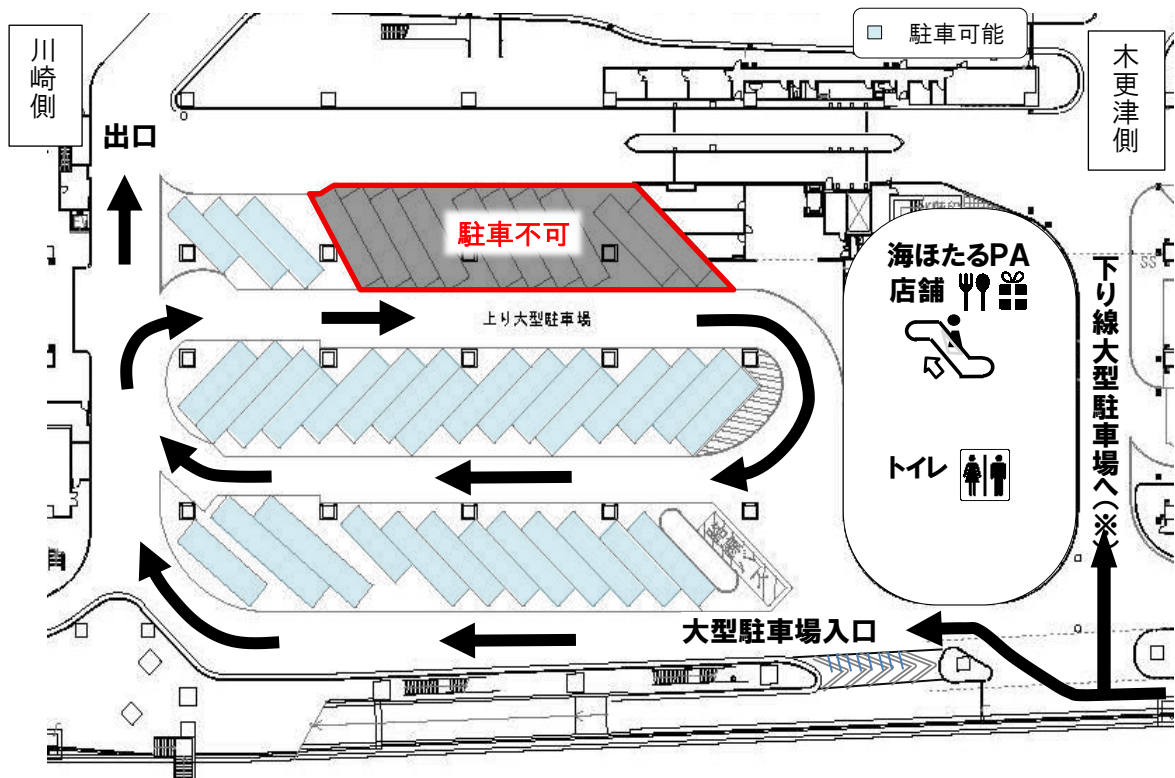 川崎側
駐車可能
木更津側
出口
駐車不可
海ほたるPA
店舗
上り大型駐車場
下り線大型駐車場へ(※)
トイレ
大型駐車場入口